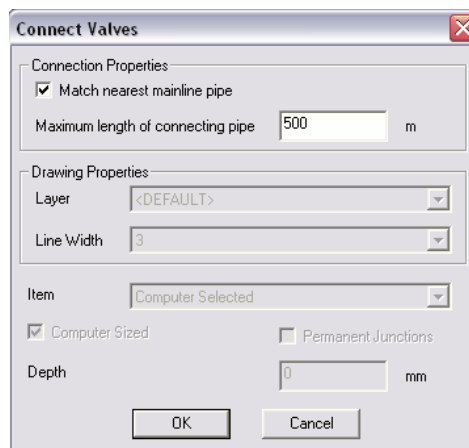 Connect Valves
Connection Properties
Match nearest mainline pipe
Maximum length of connecting pipe 500 m
Drawing Properties
Layer <DEFAULT>
Line Width 3
Item Computer Selected
Computer Sized Permanent Junctions
Depth 0 mm
OK Cancel